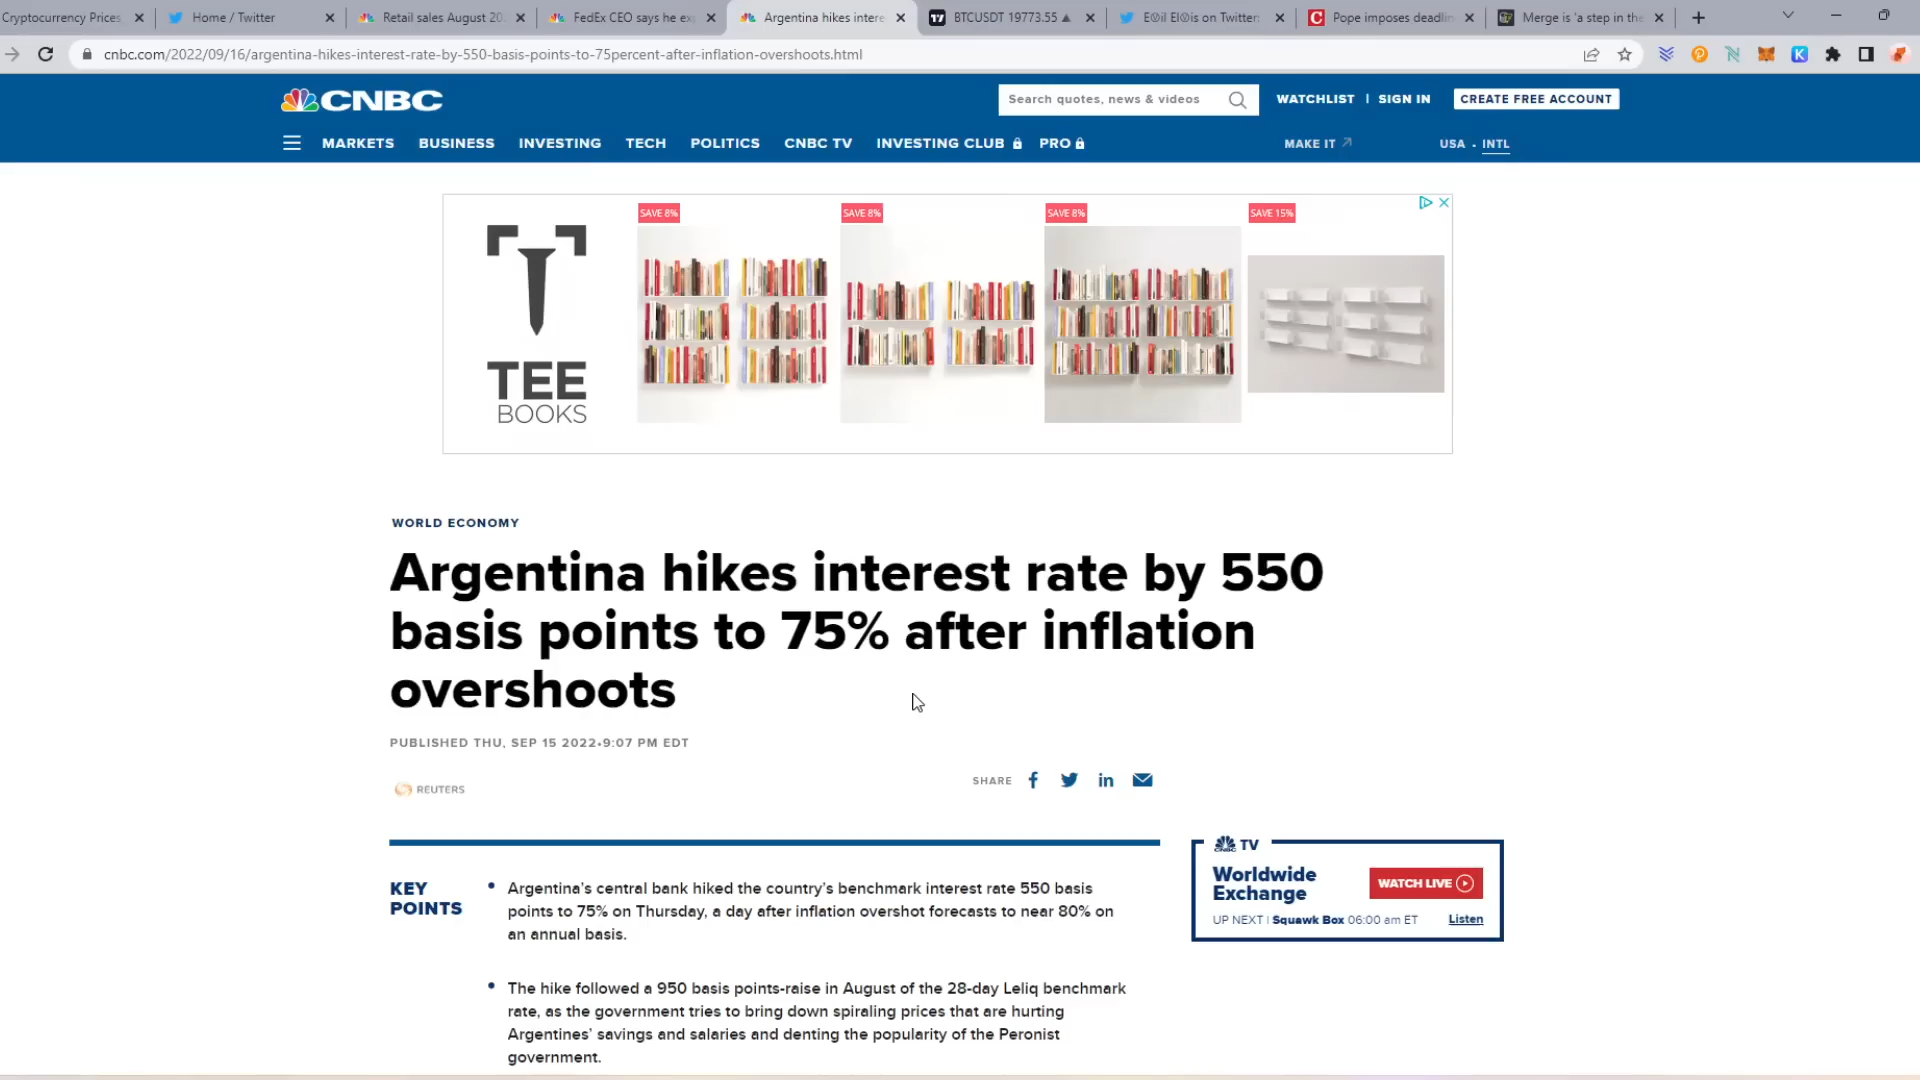 Cryptocurrency Prices,
Home / Twitter
Retail sales August 20
FedEx CEO says he ex
Argentina hikes intere
BTCUSDT 19773.55 ▲
Pope imposes deadlin
Merge is 'a step in the
cnbc.com/2022/09/16/argentina-hikes-interest-rate-by-550-basis-points-to-75percent-after-inflation-overshoots.html
CNBC
Search quotes, news & videos
WATCHLIST | SIGN IN
CREATE FREE ACCOUNT
MARKETS BUSINESS INVESTING TECH POLITICS CNBC TV INVESTING CLUB PRO
MAKE IT
USA • INTL
SAVE 8%
SAVE 8%
SAVE 8%
SAVE 15%
TEE
BOOKS
WORLD ECONOMY
Argentina hikes interest rate by 550
basis points to 75% after inflation
overshoots
PUBLISHED THU, SEP 15 2022•9:07 PM EDT
REUTERS
SHARE
KEY
POINTS
• Argentina's central bank hiked the country's benchmark interest rate 550 basis
points to 75% on Thursday, a day after inflation overshot forecasts to near 80% on
an annual basis.
• The hike followed a 950 basis points-raise in August of the 28-day Leliq benchmark
rate, as the government tries to bring down spiraling prices that are hurting
Argentines' savings and salaries and denting the popularity of the Peronist
government.
TV
Worldwide
Exchange
WATCH LIVE
UP NEXT | Squawk Box 06:00 am ET
Listen